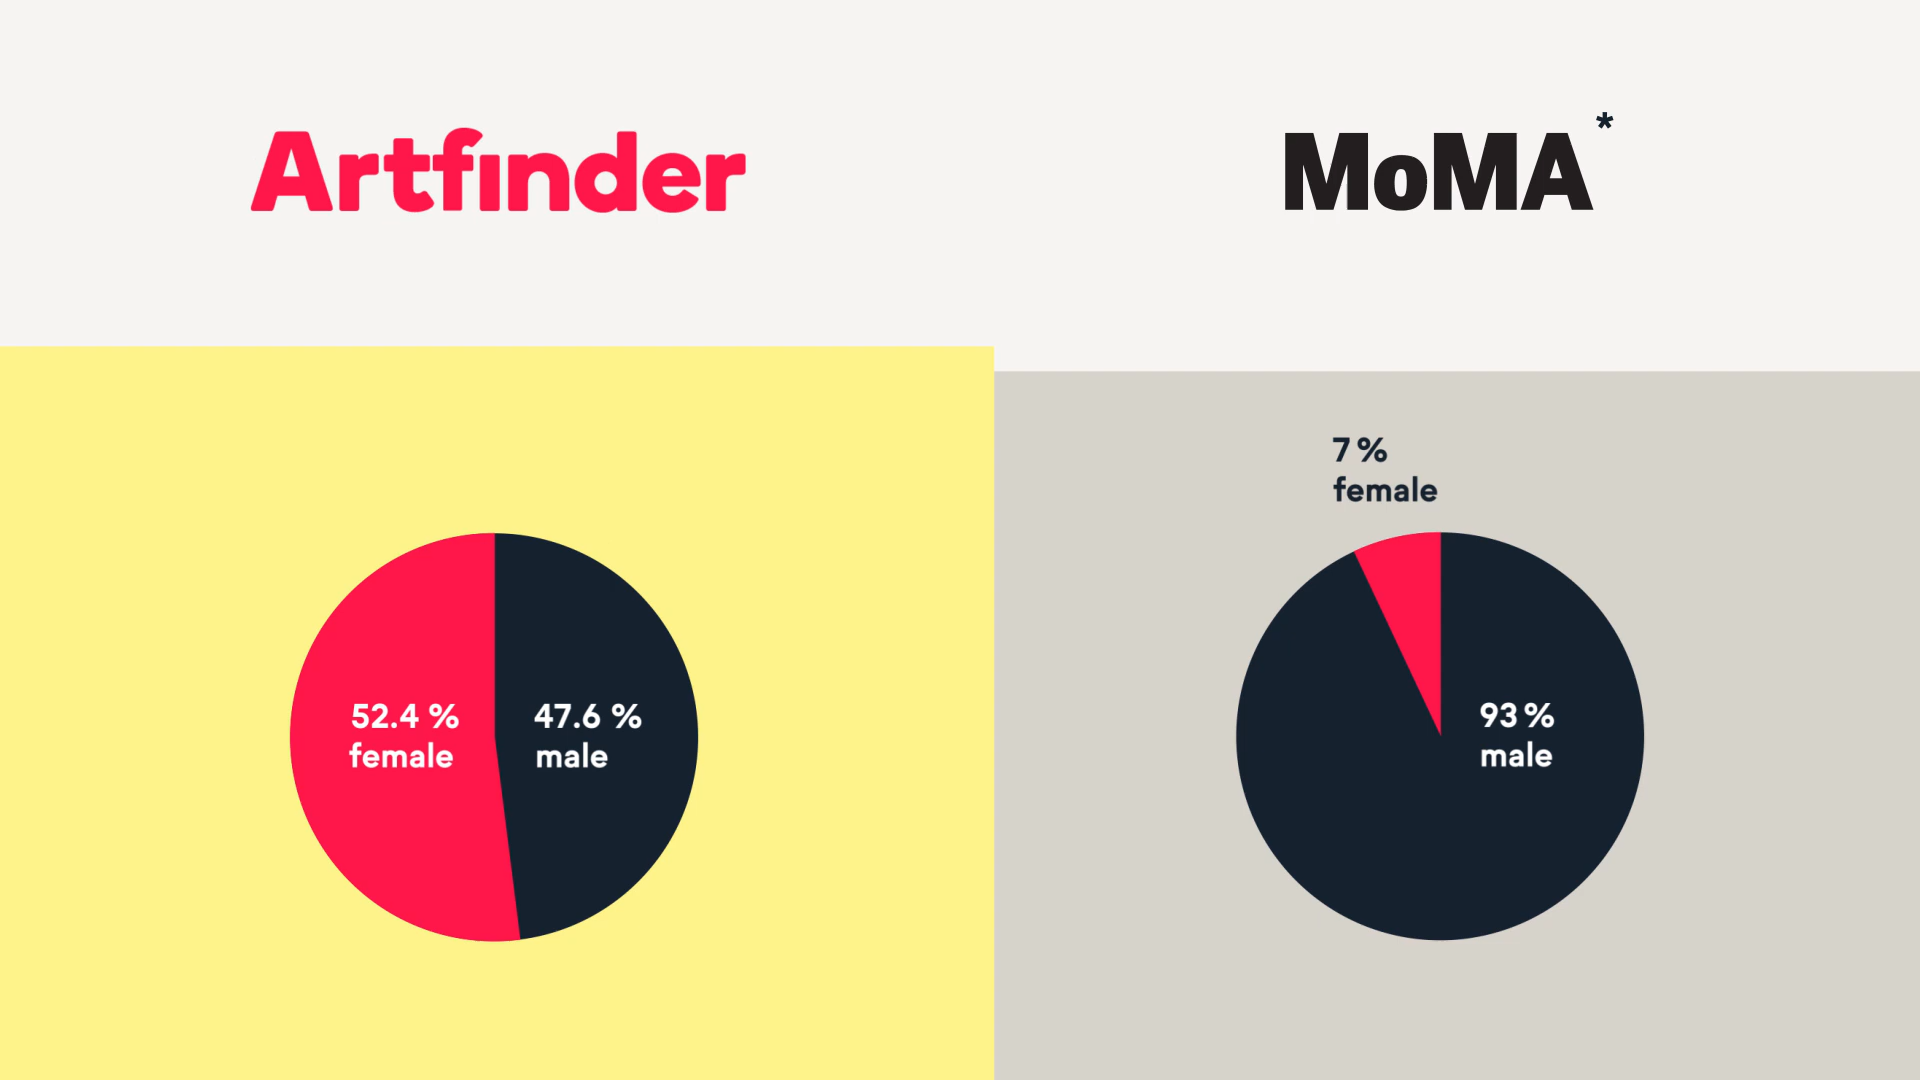 Artfinder
MoMA*
52.4 %
female
47.6 %
male
7 %
female
93 %
male